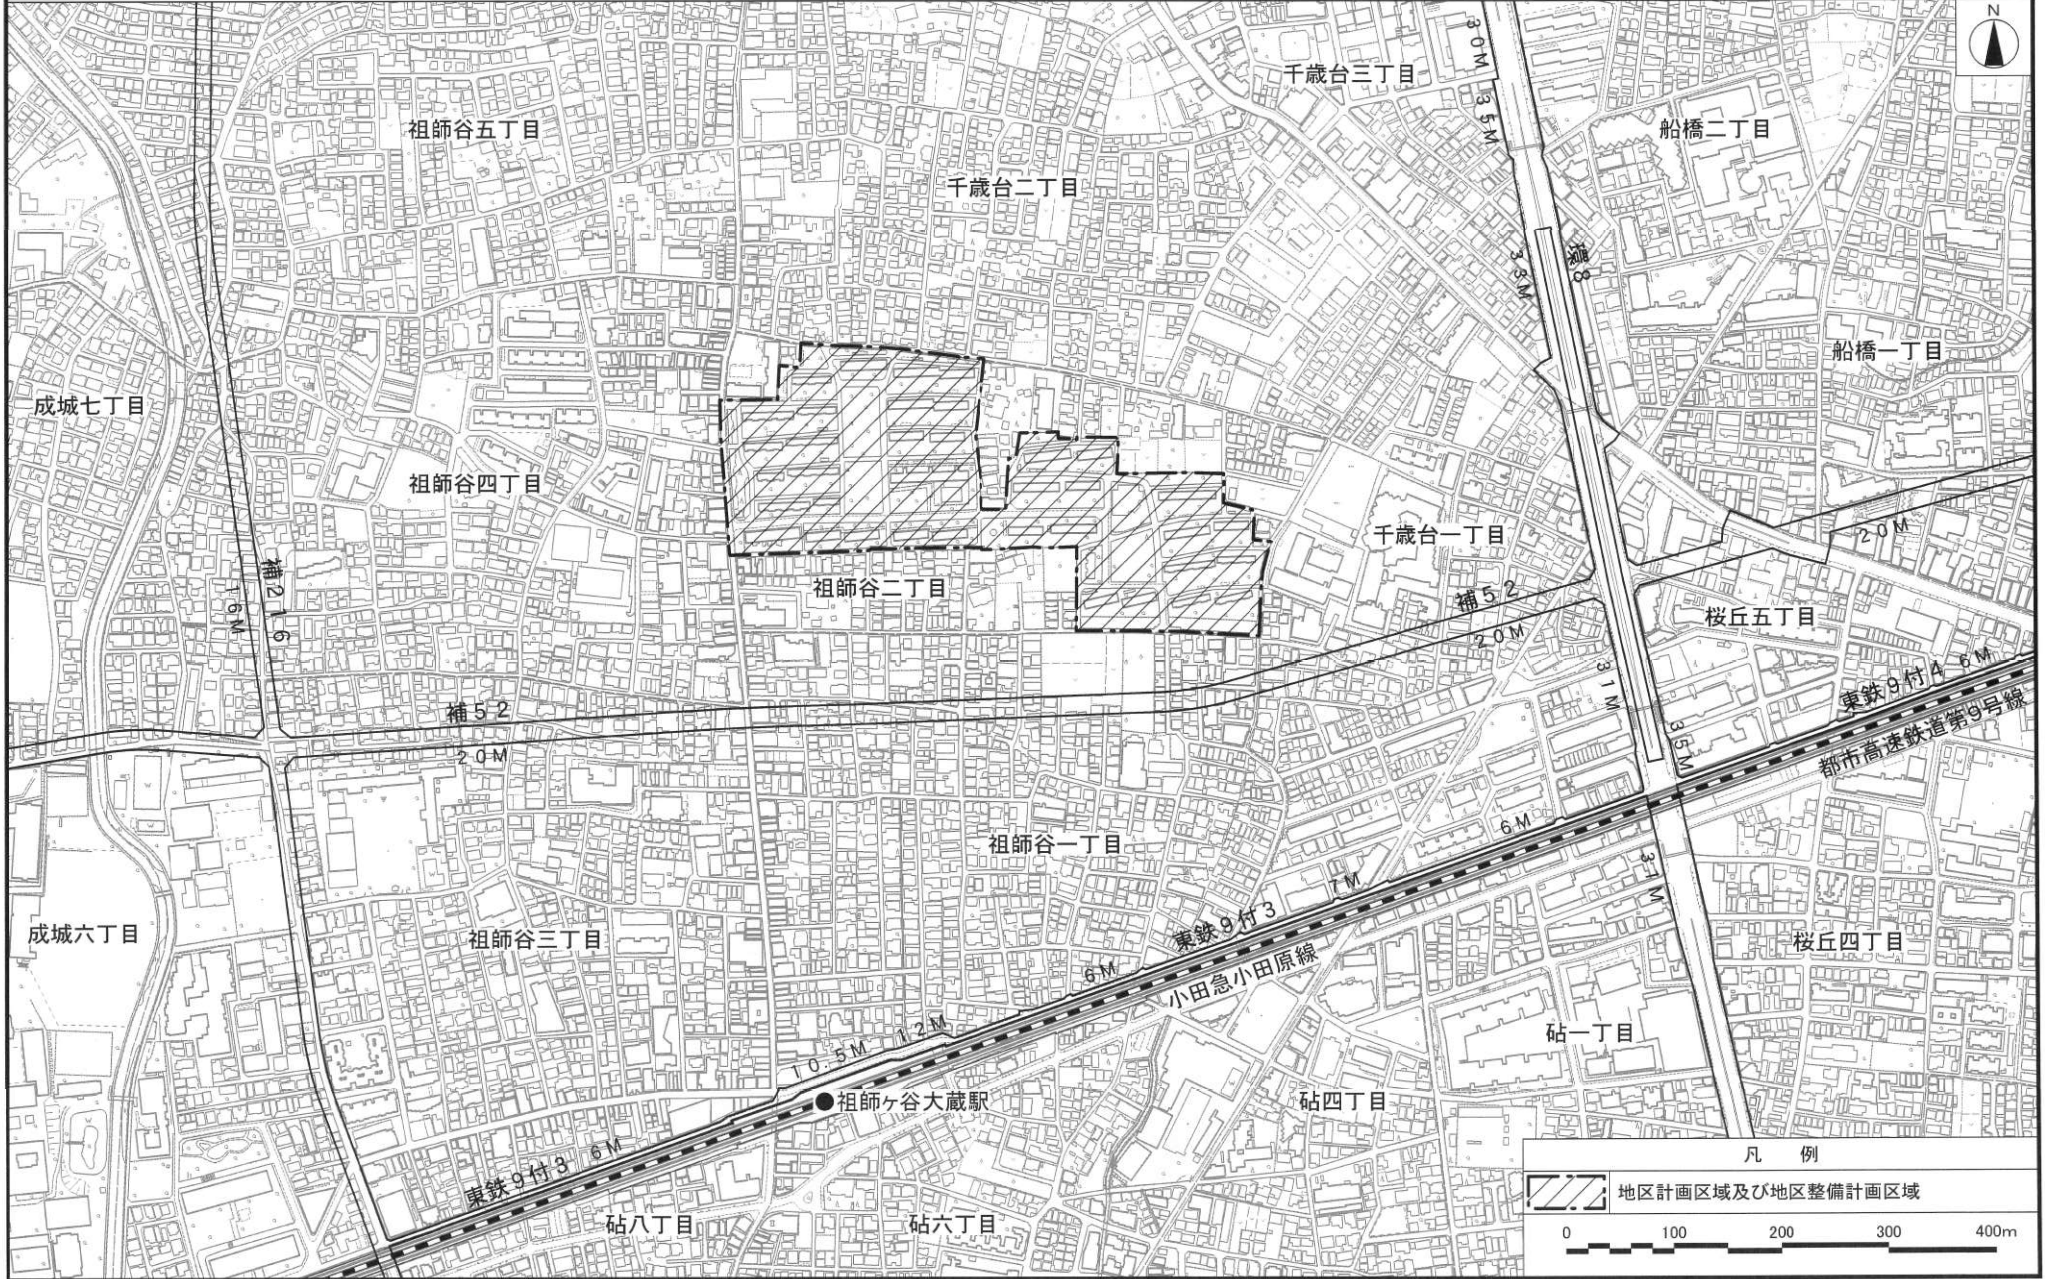 N
30M
35M
千歳台三丁目
船橋二丁目
祖師谷五丁目
千歳台二丁目
環8
33M
船橋一丁目
成城七丁目
祖師谷四丁目
千歳台一丁目
20M
補216
16M
祖師谷二丁目
補52
20M
桜丘五丁目
31M
35M
東鉄9付4 6M
都市高速鉄道第9号線
補52
20M
祖師谷一丁目
6M
7M
31M
成城六丁目
祖師谷三丁目
東鉄9付3
小田急小田原線
6M
桜丘四丁目
10.5M
12M
砧一丁目
祖師ヶ谷大蔵駅
砧四丁目
東鉄9付3 6M
砧八丁目
砧六丁目
凡 例
地区計画区域及び地区整備計画区域
0 100 200 300 400m